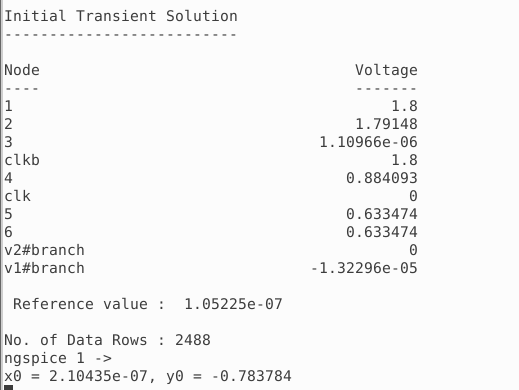 Initial Transient Solution
--------------------------
Node Voltage
---- -------
1 1.8
2 1.79148
3 1.10966e-06
clkb 1.8
4 0.884093
clk 0
5 0.633474
6 0.633474
v2#branch 0
v1#branch -1.32296e-05
Reference value : 1.05225e-07
No. of Data Rows : 2488
ngspice 1 ->
x0 = 2.10435e-07, y0 = -0.783784